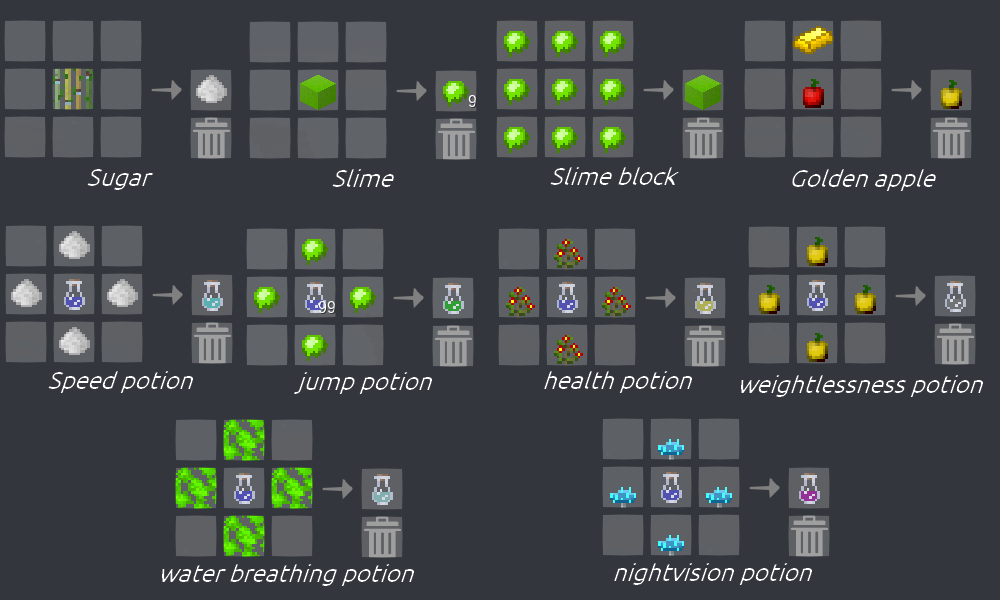 9
Sugar
Slime
Slime block
Golden apple
99
Speed potion
jump potion
health potion
weightlessness potion
water breathing potion
nightvision potion